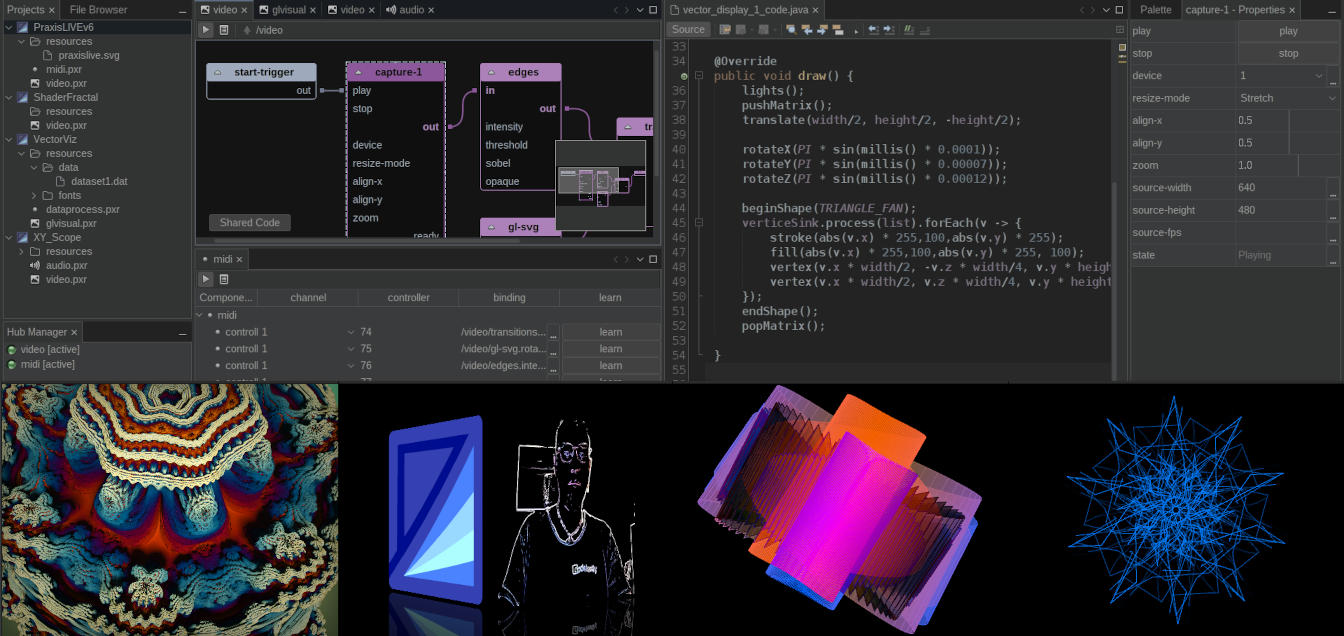 Projects
File Browser
PraxisLIVEv6
resources
praxislive.svg
midi.pxr
video.pxr
ShaderFractal
resources
video.pxr
VectorViz
resources
data
dataset1.dat
fonts
dataprocess.pxr
glvisual.pxr
XY_Scope
resources
audio.pxr
video.pxr
Hub Manager
video [active]
midi [active]
video
glvisual
video
audio
/video
start-trigger
out
capture-1
play
stop
out
device
resize-mode
align-x
align-y
zoom
ready
edges
in
out
intensity
threshold
sobel
opaque
gl-svg
tr
Shared Code
midi
Compone... channel controller binding learn
midi
controll 1 74 /video/transitions... ... learn
controll 1 75 /video/gl-svg.rota... ... learn
controll 1 76 /video/edges.inte... ... learn
vector_display_1_code.java
Source
33
34 @Override
public void draw() {
36 lights();
37 pushMatrix();
38 translate(width/2, height/2, -height/2);
39
40 rotateX(PI * sin(millis() * 0.0001));
41 rotateY(PI * sin(millis() * 0.00007));
42 rotateZ(PI * sin(millis() * 0.00012));
43
44 beginShape(TRIANGLE_FAN);
45 verticeSink.process(list).forEach(v -> {
46 stroke(abs(v.x) * 255,100,abs(v.y) * 255);
47 fill(abs(v.x) * 255,100,abs(v.y) * 255, 100);
48 vertex(v.x * width/2, -v.z * width/4, v.y * heigh
49 vertex(v.x * width/2, v.z * width/4, v.y * height
50 });
51 endShape();
52 popMatrix();
53
54 }
55
Palette
capture-1 - Properties
play play
stop stop
device 1 ...
resize-mode Stretch
align-x 0.5
align-y 0.5
zoom 1.0
source-width 640 ...
source-height 480 ...
source-fps ...
state Playing ...